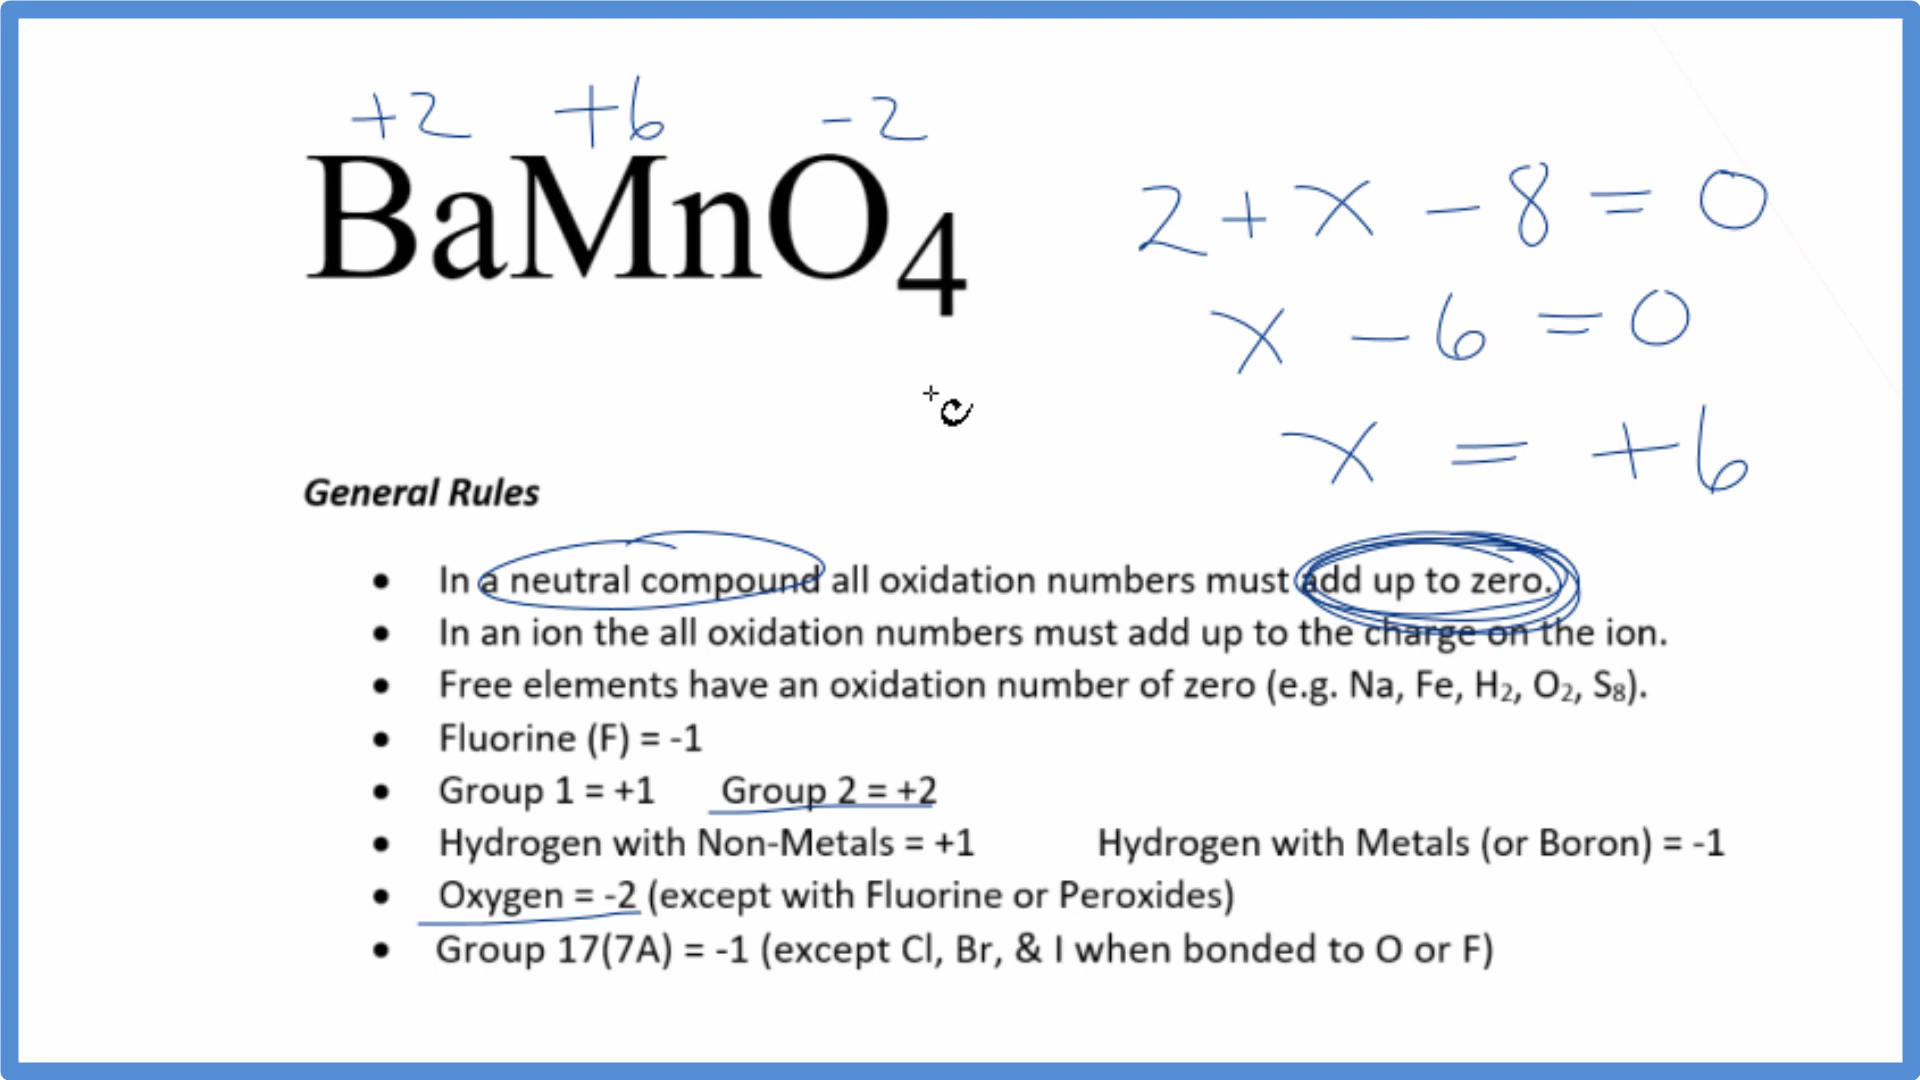 +2 +6 -2
BaMnO₄
2 + x - 8 = 0
x - 6 = 0
x = +6
General Rules
• In a neutral compound all oxidation numbers must add up to zero.
• In an ion the all oxidation numbers must add up to the charge on the ion.
• Free elements have an oxidation number of zero (e.g. Na, Fe, H₂, O₂, S₈).
• Fluorine (F) = -1
• Group 1 = +1 Group 2 = +2
• Hydrogen with Non-Metals = +1 Hydrogen with Metals (or Boron) = -1
• Oxygen = -2 (except with Fluorine or Peroxides)
• Group 17(7A) = -1 (except Cl, Br, & I when bonded to O or F)